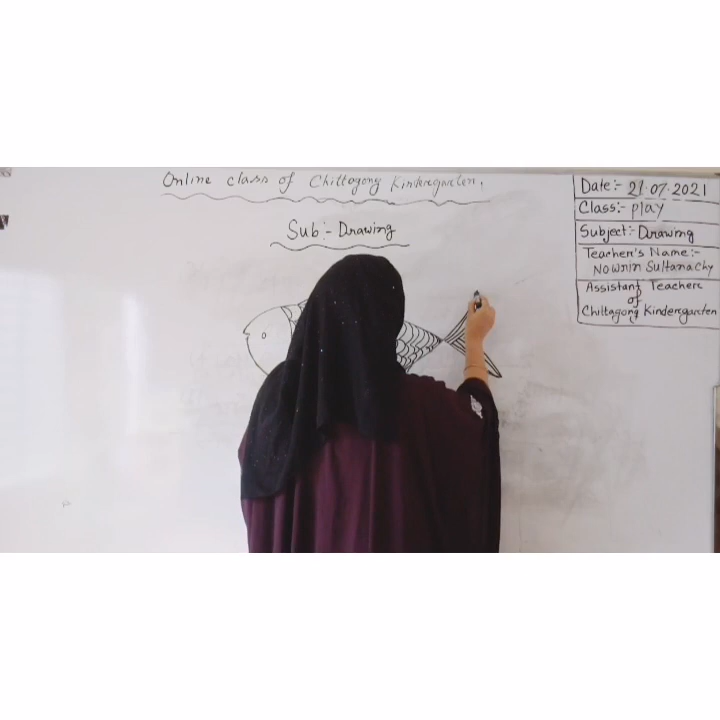 Online class of Chittagong Kindergarten.
Sub:- Drawing
Date:- 21.07.2021
Class:- play
Subject:- Drawing
Teacher's Name:-
Nowrin Sultana Chy
Assistant Teacher
of
Chittagong Kindergarten